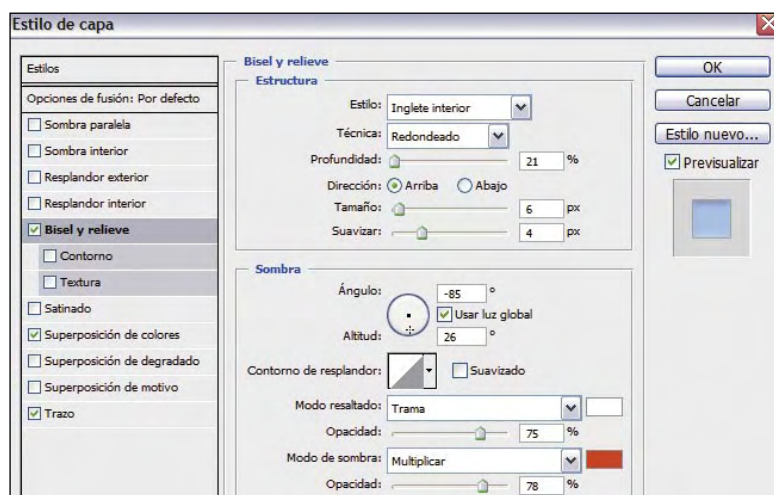 Estilo de capa
Estilos
Opciones de fusión: Por defecto
Sombra paralela
Sombra interior
Resplandor exterior
Resplandor interior
Bisel y relieve
Contorno
Textura
Satinado
Superposición de colores
Superposición de degradado
Superposición de motivo
Trazo
Bisel y relieve
Estructura
Estilo: Inglete interior
Técnica: Redondeado
Profundidad: 21 %
Dirección: Arriba Abajo
Tamaño: 6 px
Suavizar: 4 px
Sombra
Ángulo: -85 °
Usar luz global
Altitud: 26 °
Contorno de resplandor: Suavizado
Modo resaltado: Trama
Opacidad: 75 %
Modo de sombra: Multiplicar
Opacidad: 78 %
OK
Cancelar
Estilo nuevo...
Previsualizar